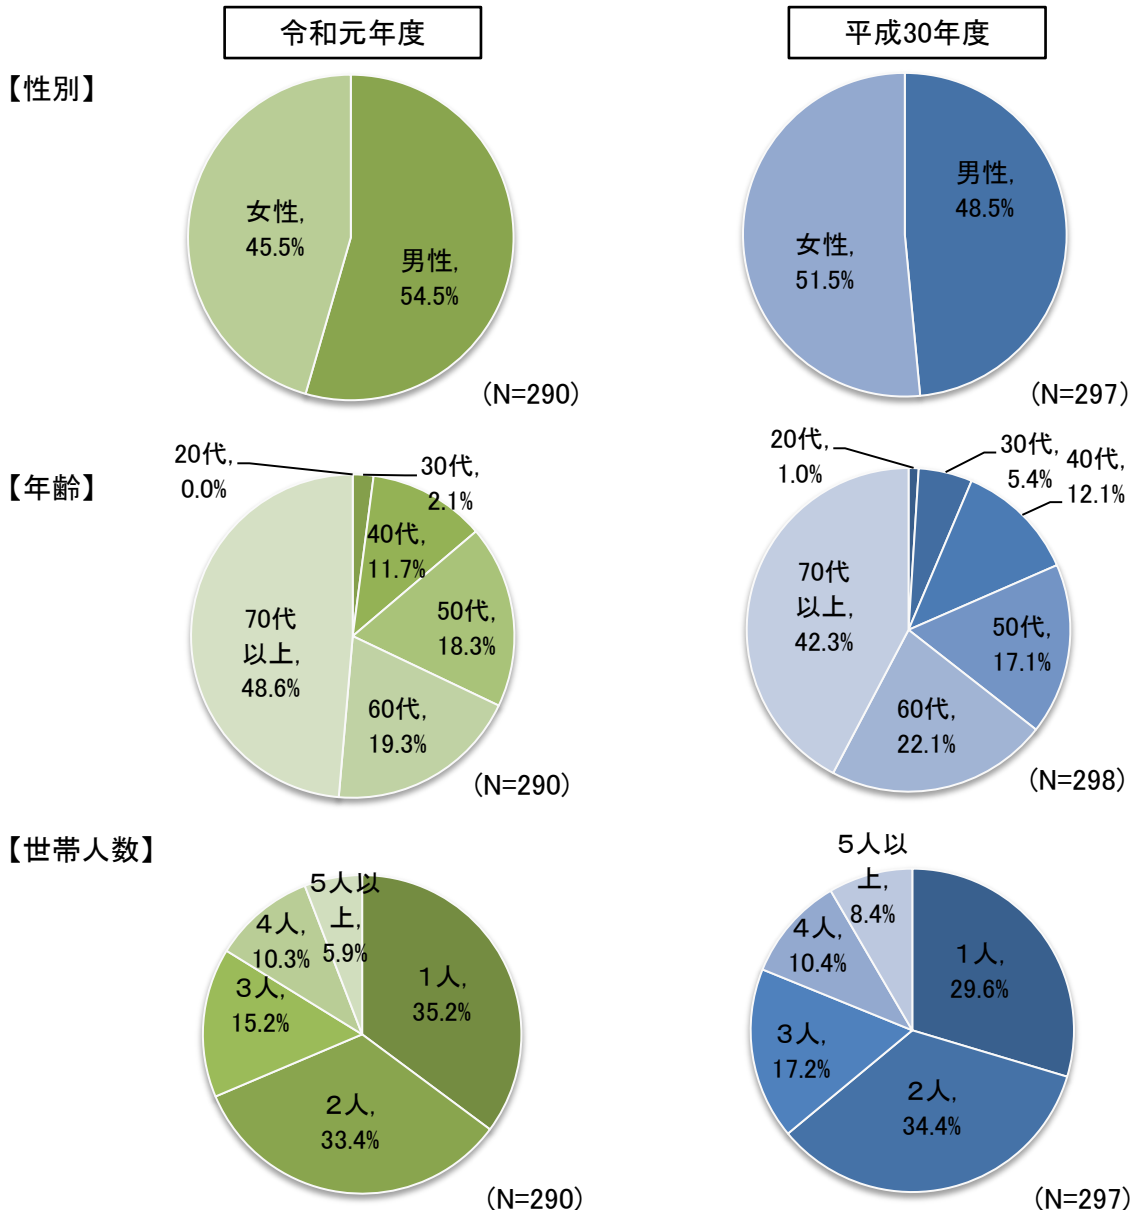 令和元年度
平成30年度
【性別】
女性,
45.5%
男性,
54.5%
(N=290)
男性,
48.5%
女性,
51.5%
(N=297)
【年齢】
20代,
0.0%
30代,
2.1%
40代,
11.7%
50代,
18.3%
60代,
19.3%
70代
以上,
48.6%
(N=290)
20代,
1.0%
30代,
5.4%
40代,
12.1%
50代,
17.1%
60代,
22.1%
70代
以上,
42.3%
(N=298)
【世帯人数】
１人,
35.2%
２人,
33.4%
３人,
15.2%
４人,
10.3%
５人以
上,
5.9%
(N=290)
１人,
29.6%
２人,
34.4%
３人,
17.2%
４人,
10.4%
５人以
上,
8.4%
(N=297)